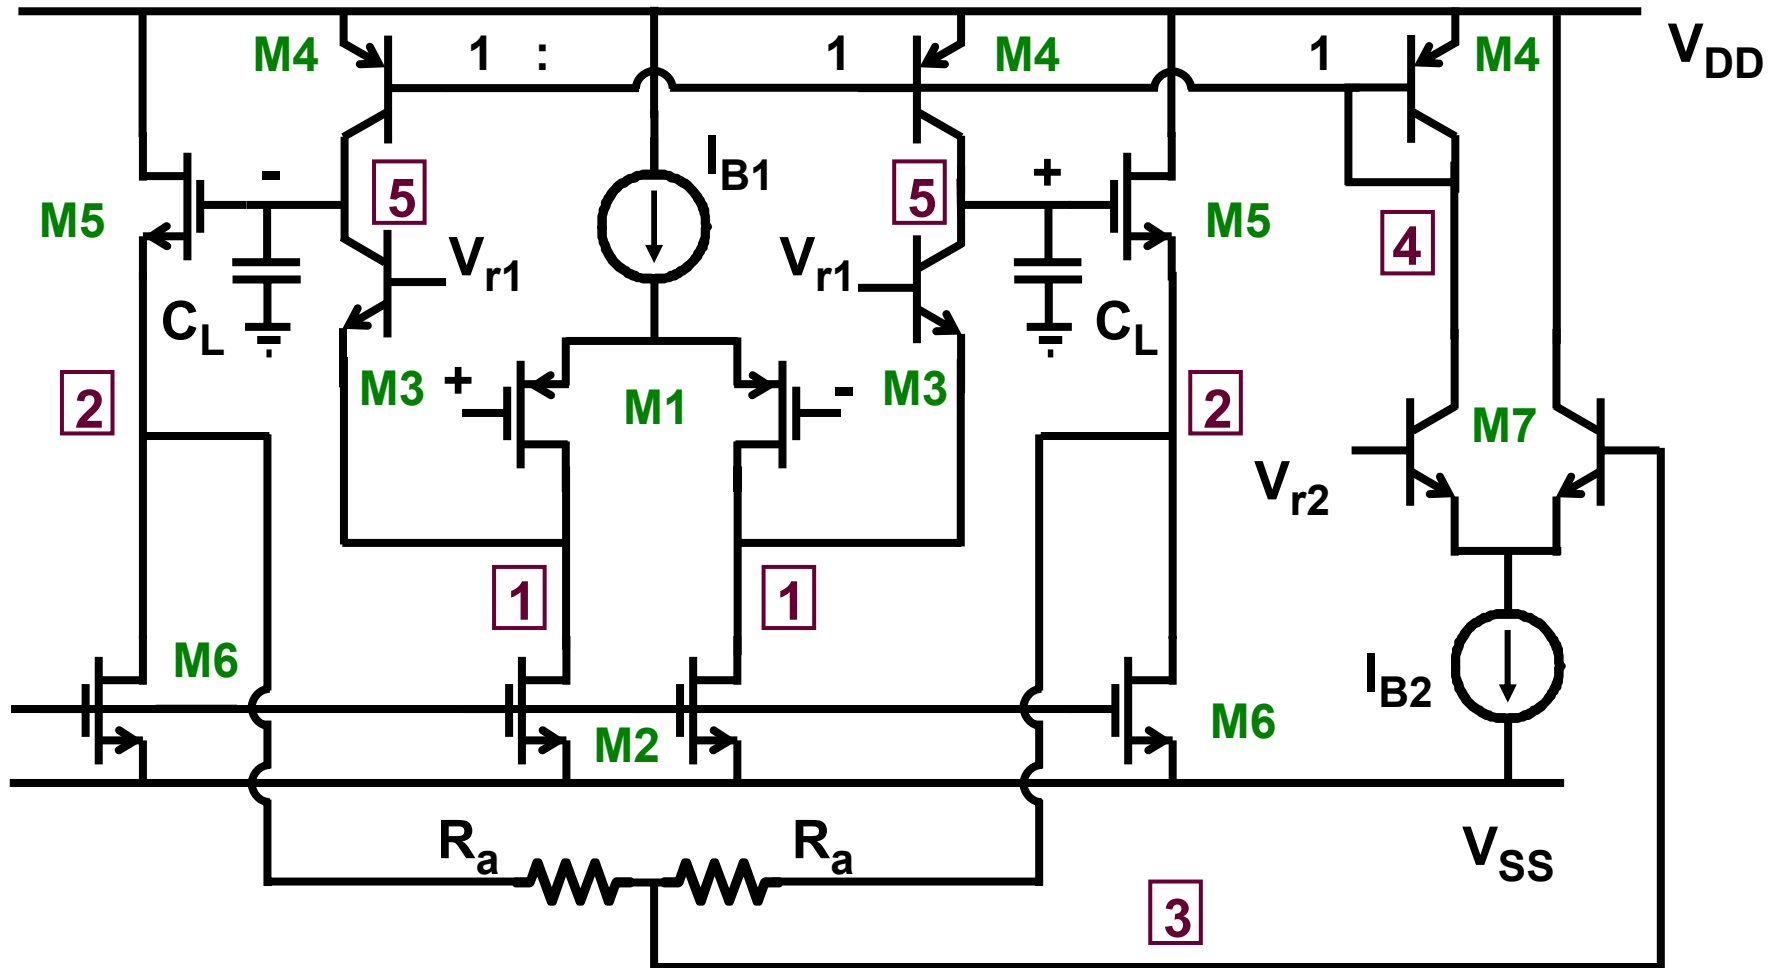 M4 1 : 1 M4 1 M4 VDD
IB1
- 5 5 +
M5 M5
Vr1 Vr1 4
CL CL
2 M3 + M1 - M3 2
M7
Vr2
1 1
M6 IB2 M6
M2
Ra Ra VSS
3